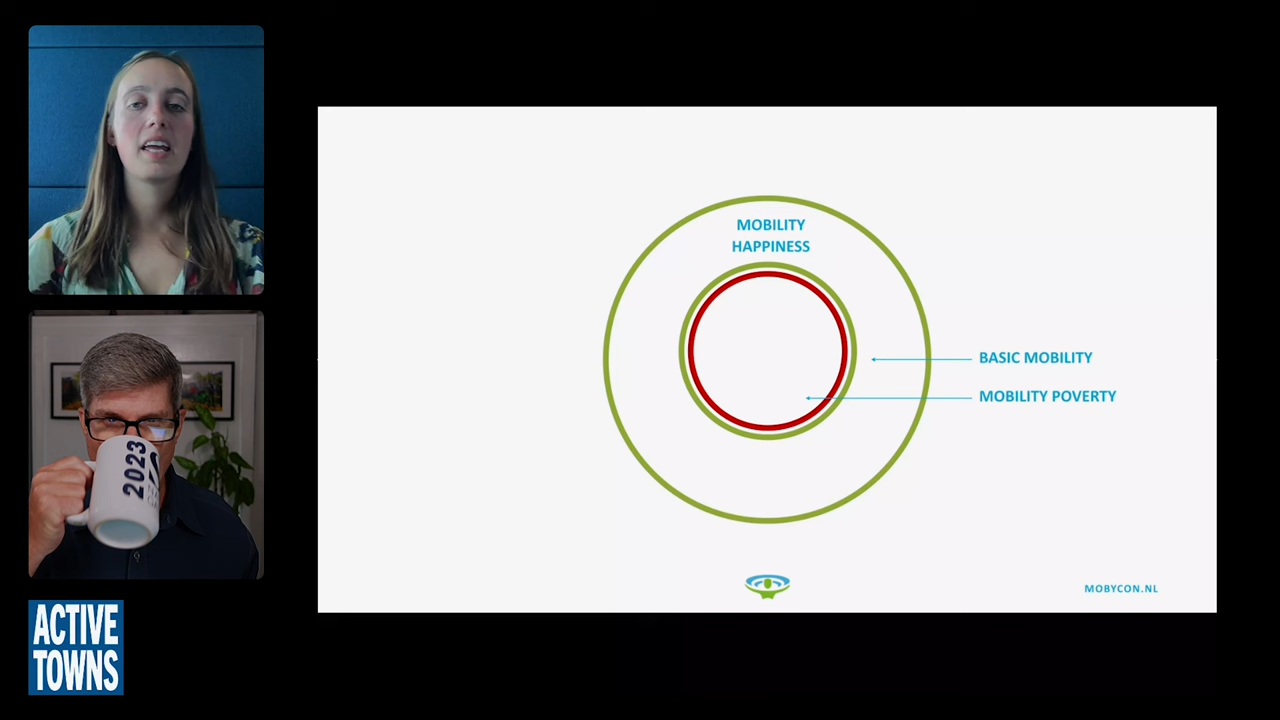 MOBILITY
HAPPINESS
BASIC MOBILITY
MOBILITY POVERTY
MOBYCON.NL
2023
ACTIVE
TOWNS